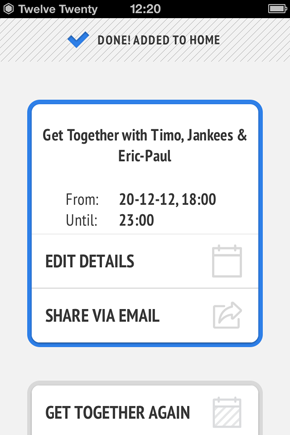 Twelve Twenty 12:20
DONE! ADDED TO HOME
Get Together with Timo, Jankees &
Eric-Paul
From: 20-12-12, 18:00
Until: 23:00
EDIT DETAILS
SHARE VIA EMAIL
GET TOGETHER AGAIN